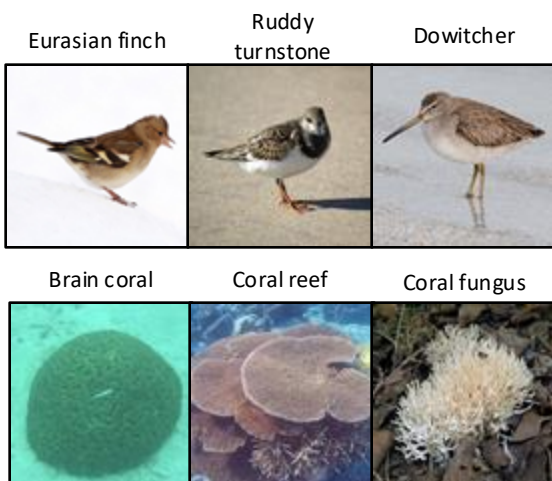 Eurasian finch
Ruddy
turnstone
Dowitcher
Brain coral
Coral reef
Coral fungus